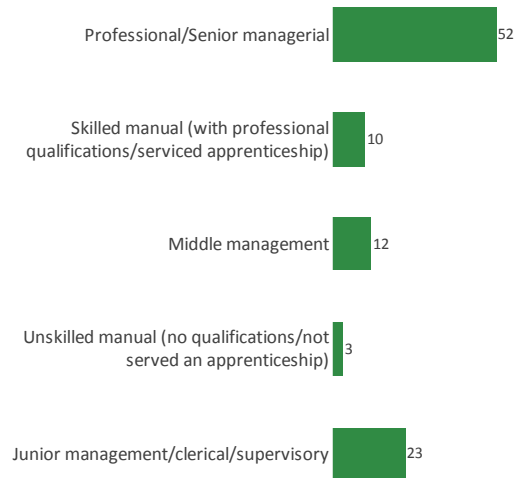 Professional/Senior managerial
52
Skilled manual (with professional
qualifications/serviced apprenticeship)
10
Middle management
12
Unskilled manual (no qualifications/not
served an apprenticeship)
3
Junior management/clerical/supervisory
23